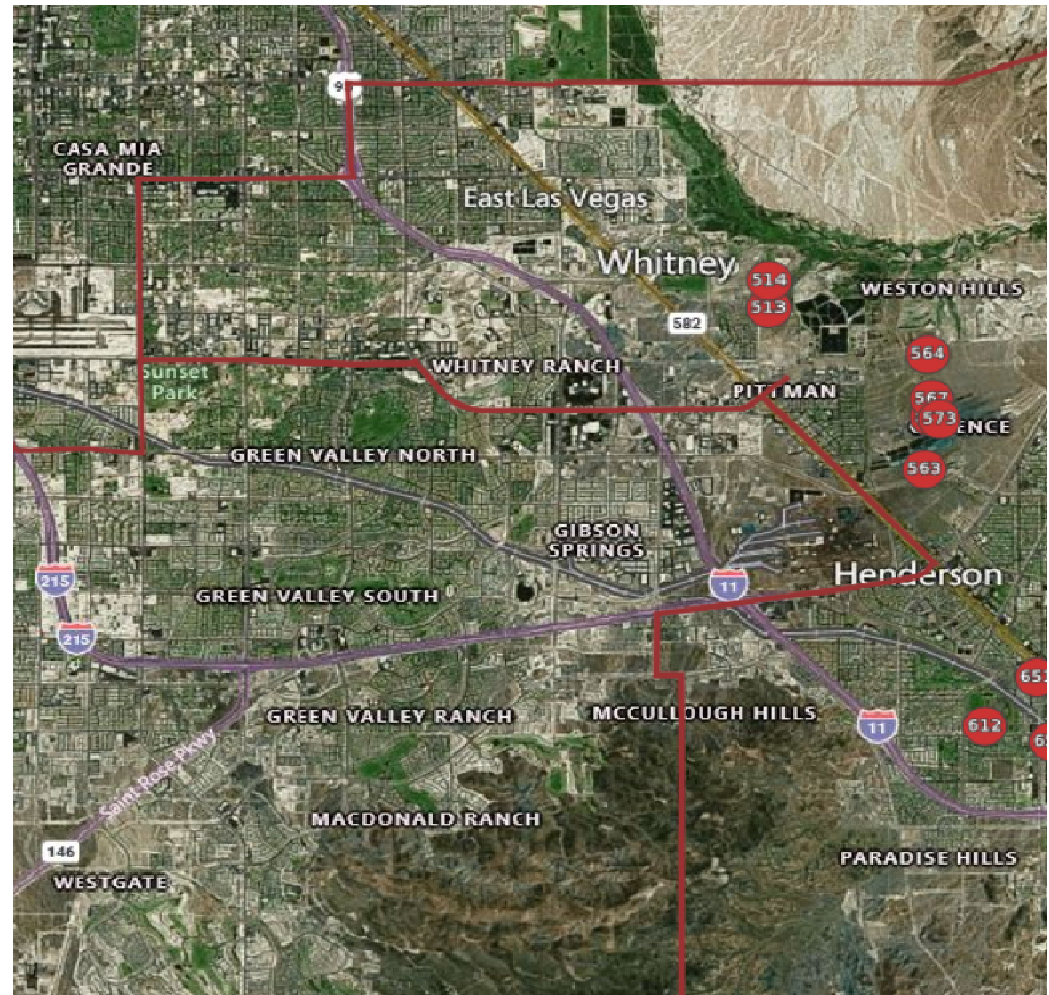 CASA MIA
GRANDE
East Las Vegas
Whitney
514
513
WESTON HILLS
582
564
WHITNEY RANCH
Sunset
Park
PITTMAN
567
573
GREEN VALLEY NORTH
563
GIBSON
SPRINGS
215
11
Henderson
GREEN VALLEY SOUTH
215
651
GREEN VALLEY RANCH
MCCULLOUGH HILLS
11
612
Saint Rose Pkwy
MACDONALD RANCH
146
PARADISE HILLS
WESTGATE